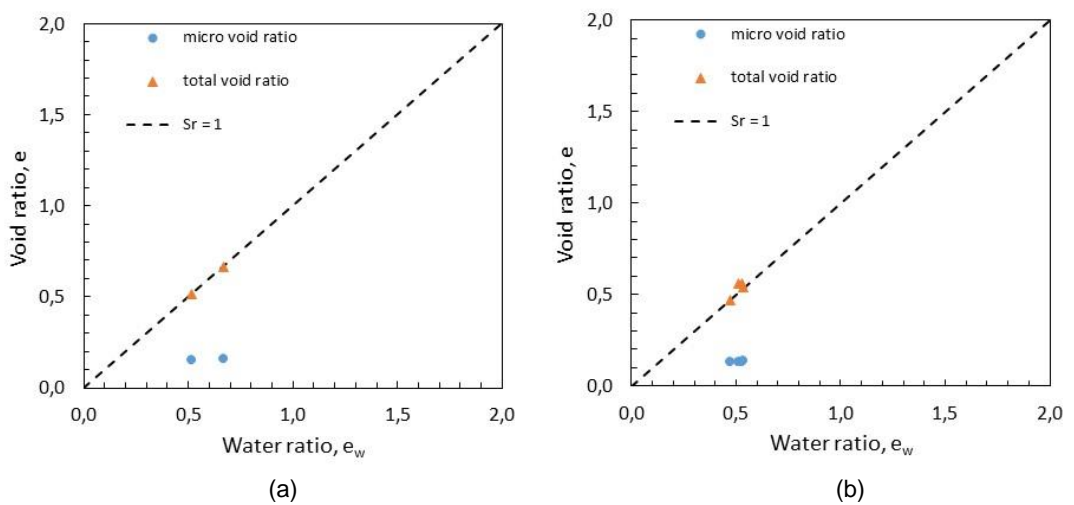 2,0
micro void ratio
total void ratio
Sr = 1
1,5
1,0
0,5
0,0
Void ratio, e
0,0 0,5 1,0 1,5 2,0
Water ratio, e_w
(a)
2,0
micro void ratio
total void ratio
Sr = 1
1,5
1,0
0,5
0,0
Void ratio, e
0,0 0,5 1,0 1,5 2,0
Water ratio, e_w
(b)